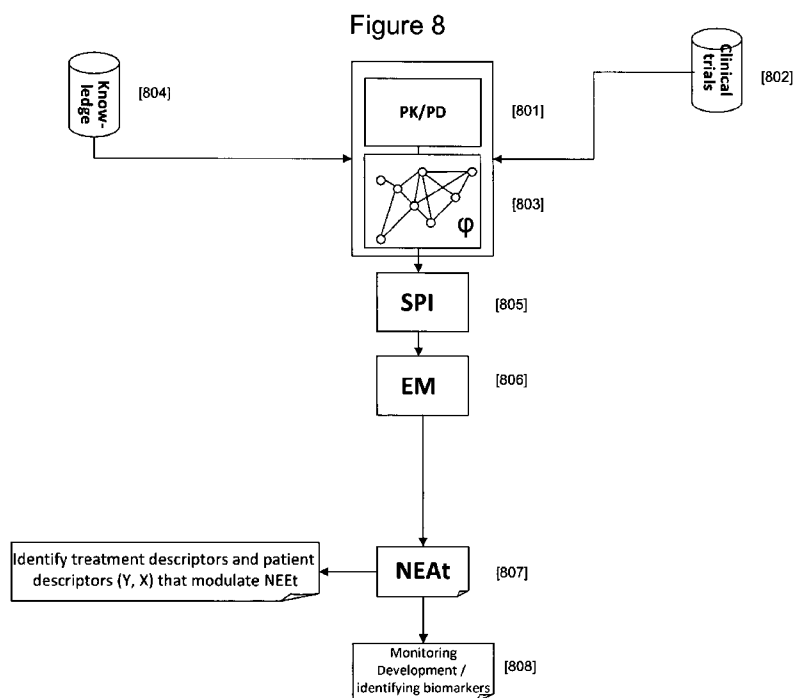 Figure 8
Know-
ledge
[804]
Clinical
trials
[802]
PK/PD
[801]
φ
[803]
SPI
[805]
EM
[806]
Identify treatment descriptors and patient
descriptors (Y, X) that modulate NEEt
NEAt
[807]
Monitoring
Development /
identifying biomarkers
[808]